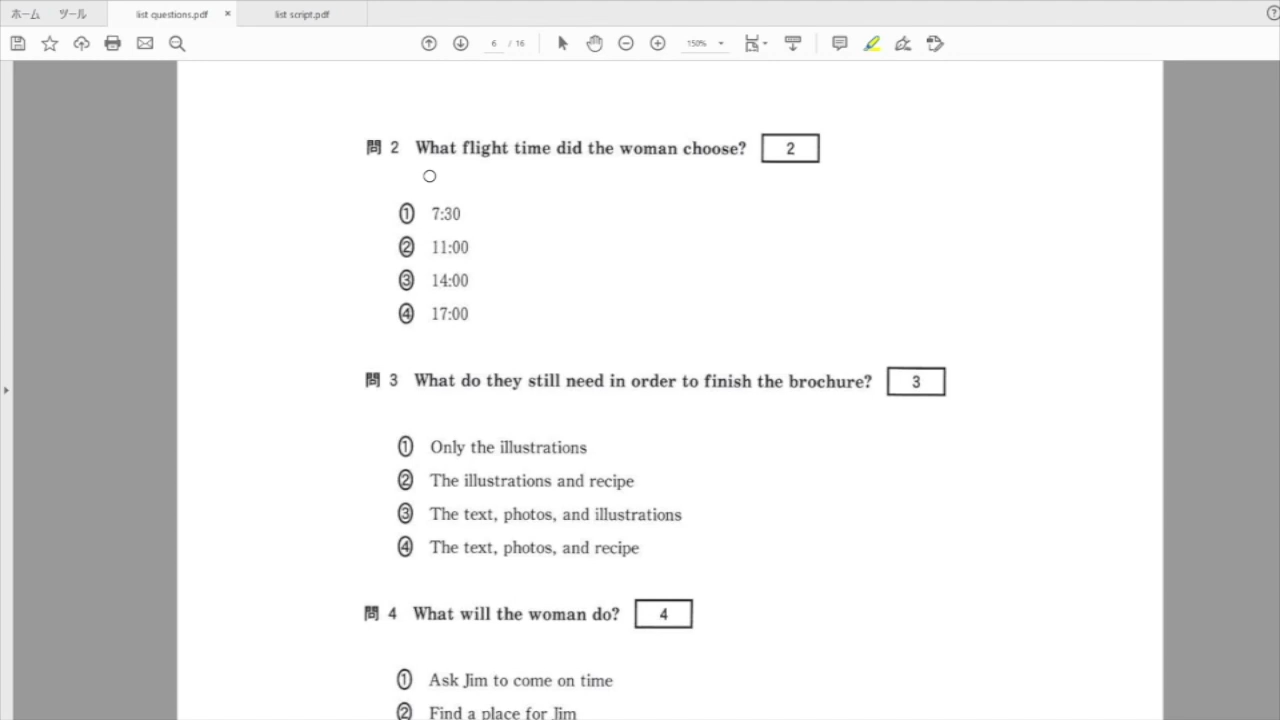 ホーム ツール list questions.pdf × list script.pdf
6 / 16 150%
問 2 What flight time did the woman choose? 2
① 7:30
② 11:00
③ 14:00
④ 17:00
問 3 What do they still need in order to finish the brochure? 3
① Only the illustrations
② The illustrations and recipe
③ The text, photos, and illustrations
④ The text, photos, and recipe
問 4 What will the woman do? 4
① Ask Jim to come on time
② Find a place for Jim